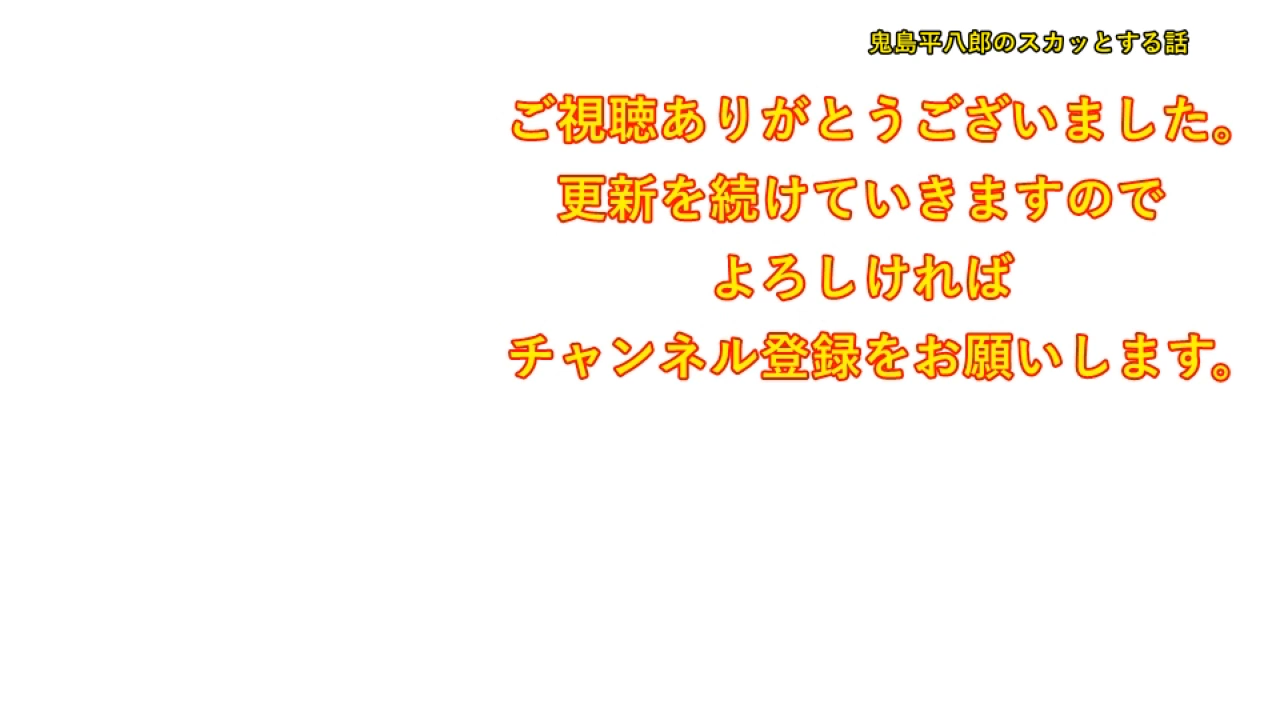 鬼島平八郎のスカッとする話
ご視聴ありがとうございました。
更新を続けていきますので
よろしければ
チャンネル登録をお願いします。